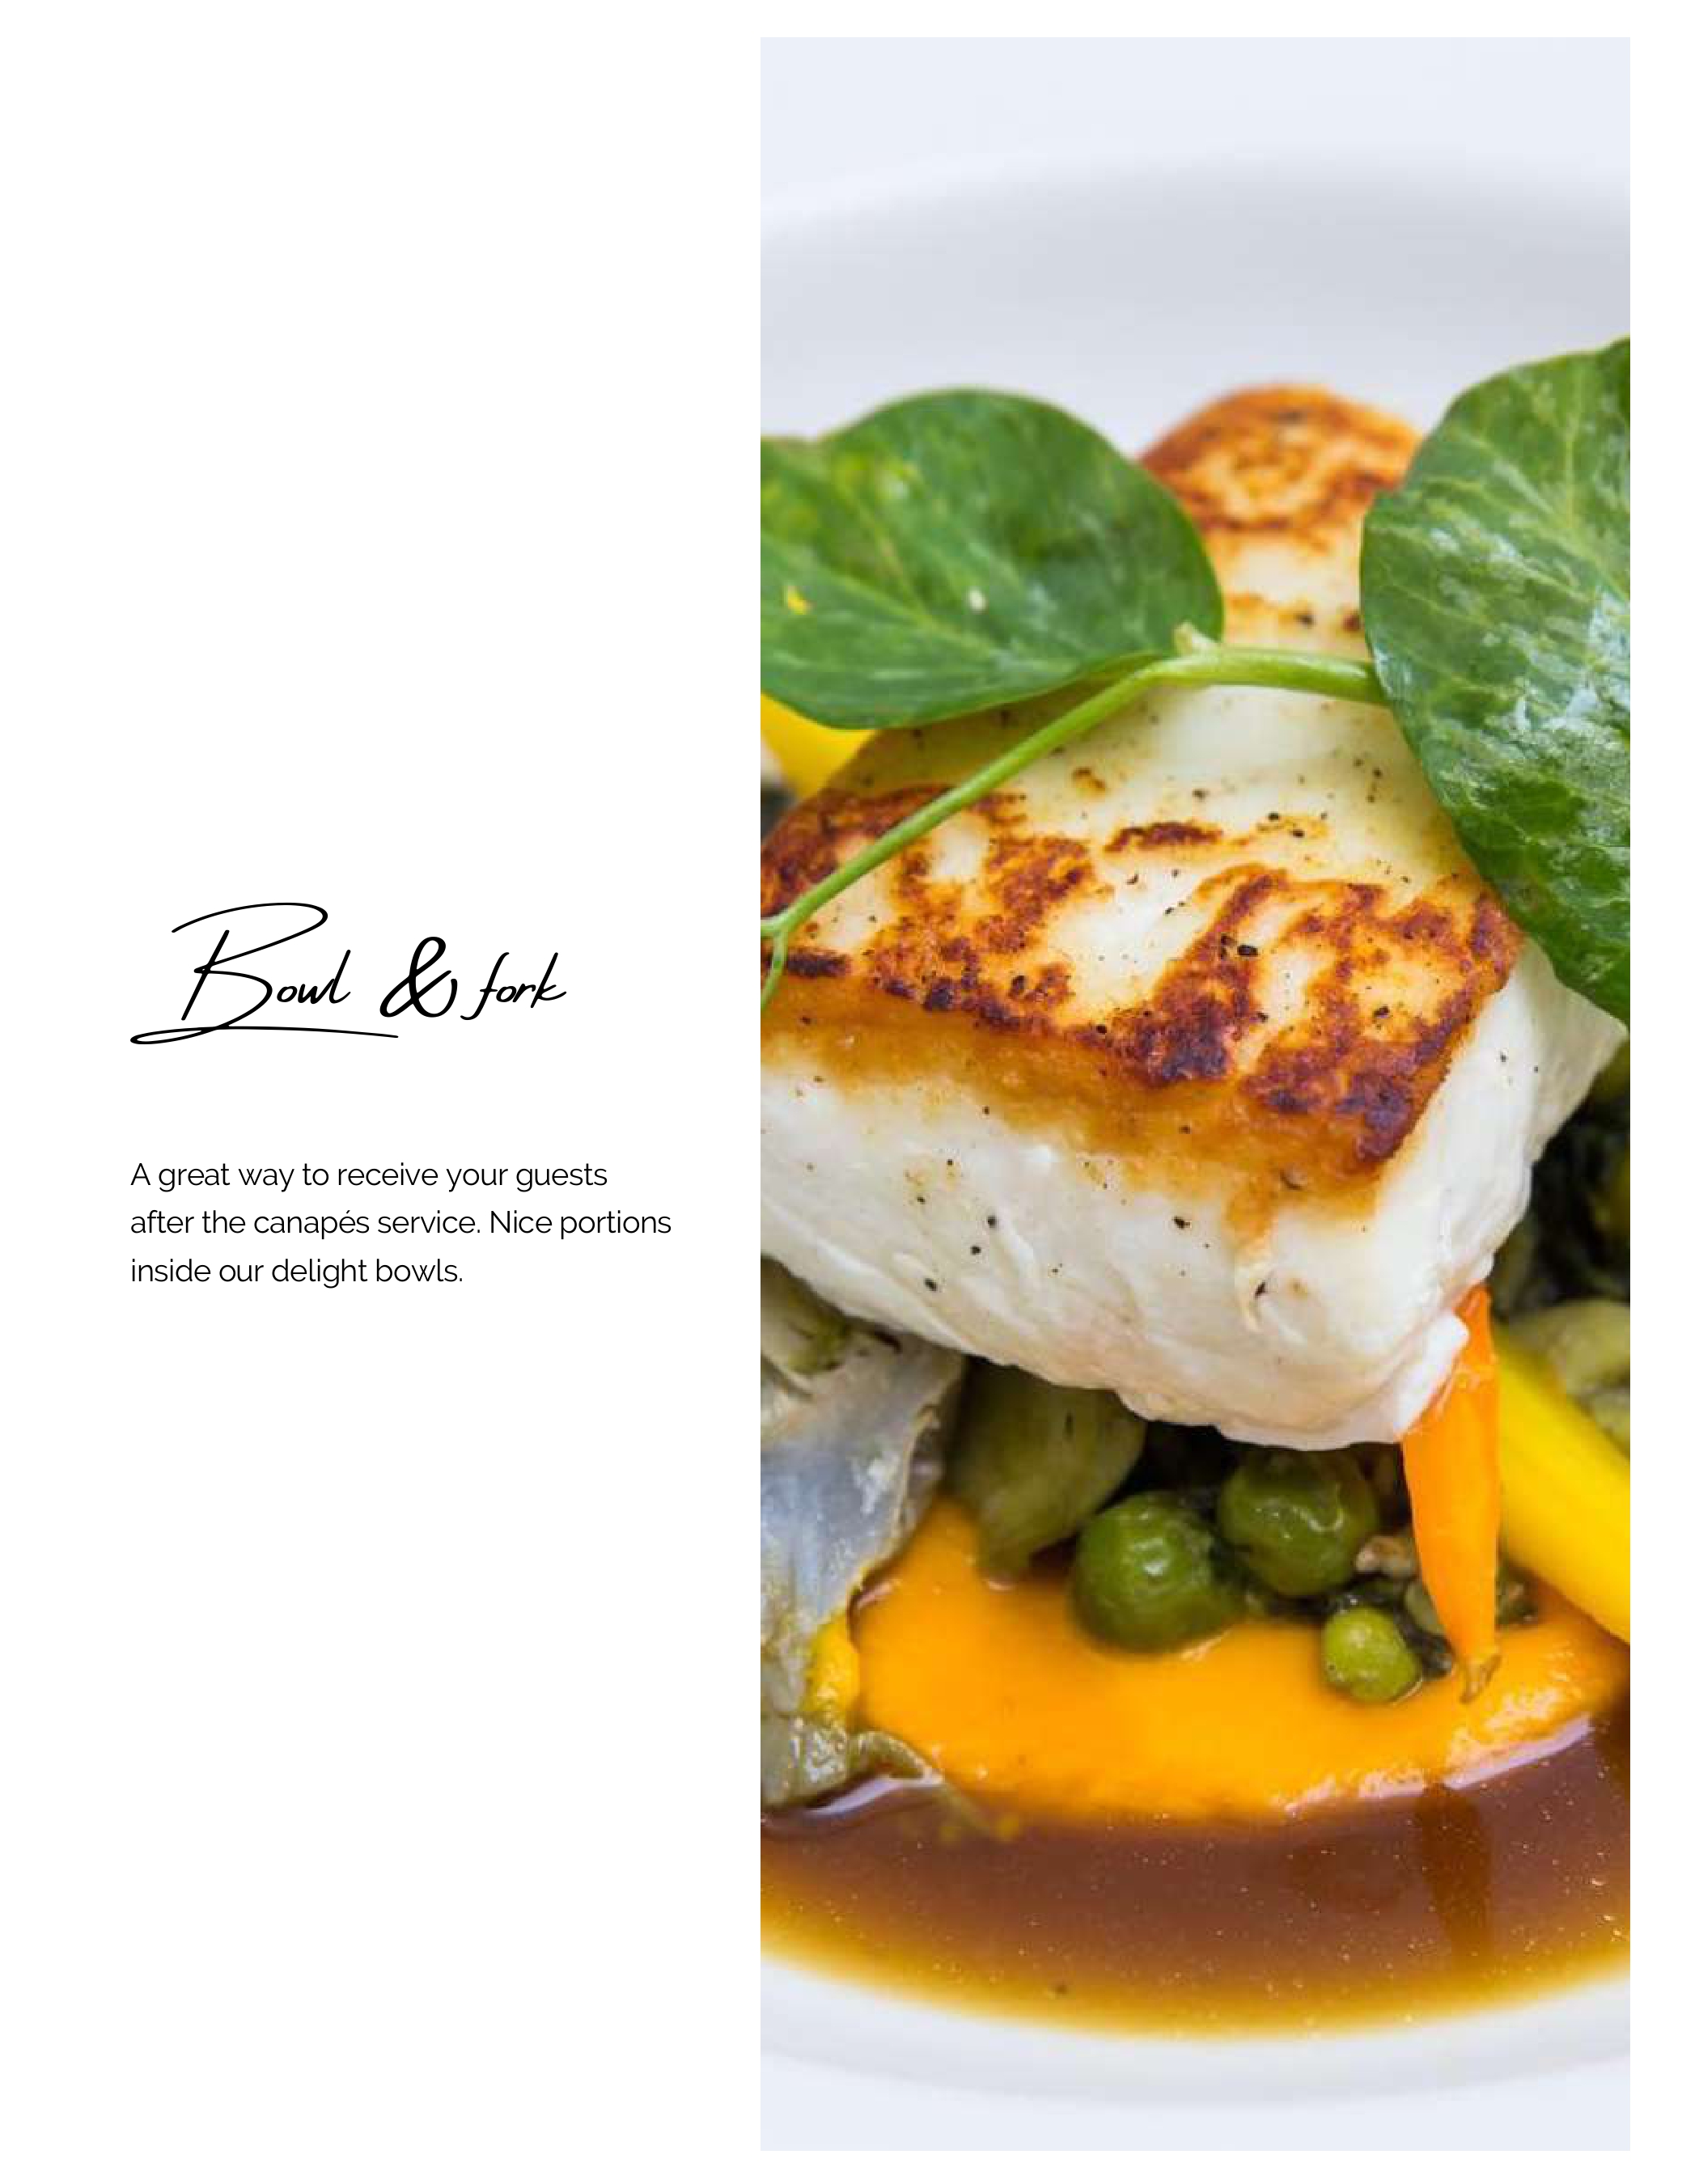 Bowl & fork
A great way to receive your guests
after the canapés service. Nice portions
inside our delight bowls.